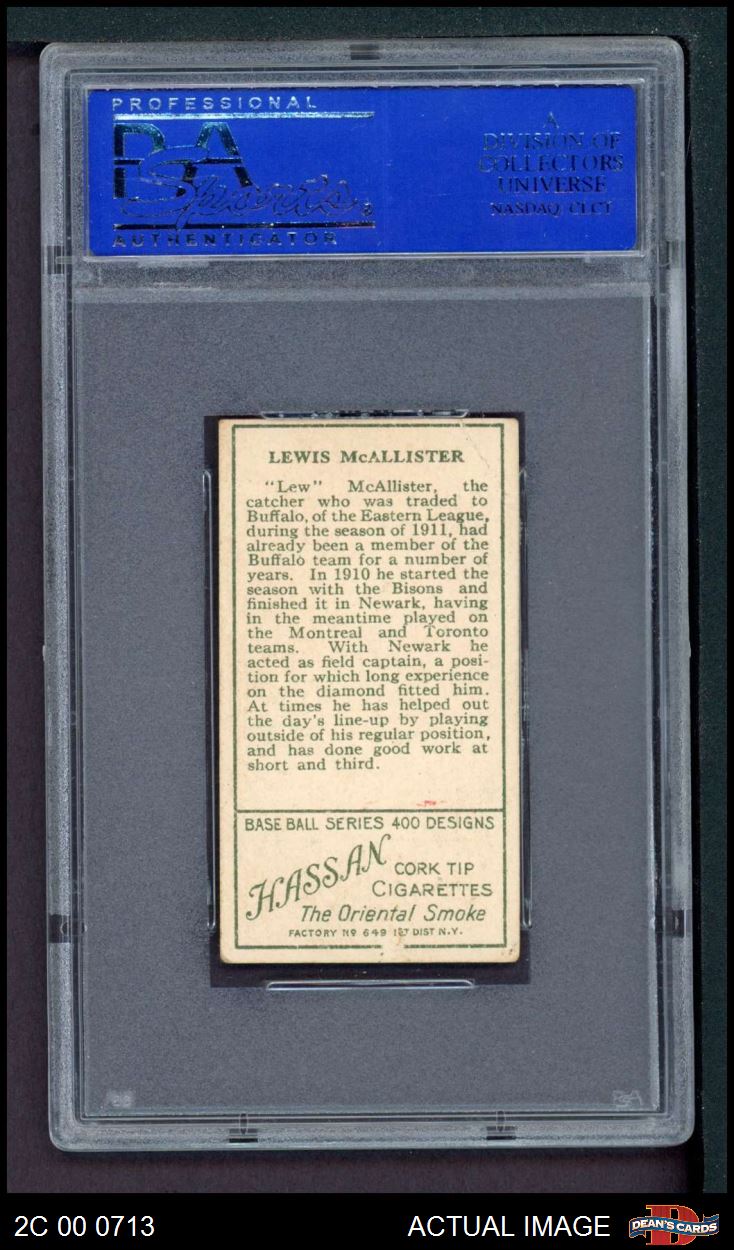 PROFESSIONAL
PSA
Sports
AUTHENTICATOR
A
DIVISION OF
COLLECTORS
UNIVERSE
NASDAQ: CLCT
LEWIS McALLISTER
"Lew" McAllister, the
catcher who was traded to
Buffalo, of the Eastern League,
during the season of 1911, had
already been a member of the
Buffalo team for a number of
years. In 1910 he started the
season with the Bisons and
finished it in Newark, having
in the meantime played on
the Montreal and Toronto
teams. With Newark he
acted as field captain, a posi-
tion for which long experience
on the diamond fitted him.
At times he has helped out
the day's line-up by playing
outside of his regular position,
and has done good work at
short and third.
BASE BALL SERIES 400 DESIGNS
HASSAN
CORK TIP
CIGARETTES
The Oriental Smoke
FACTORY Nº 649 1ST DIST N.Y.
PSA
2C 00 0713
ACTUAL IMAGE
DEAN'S CARDS